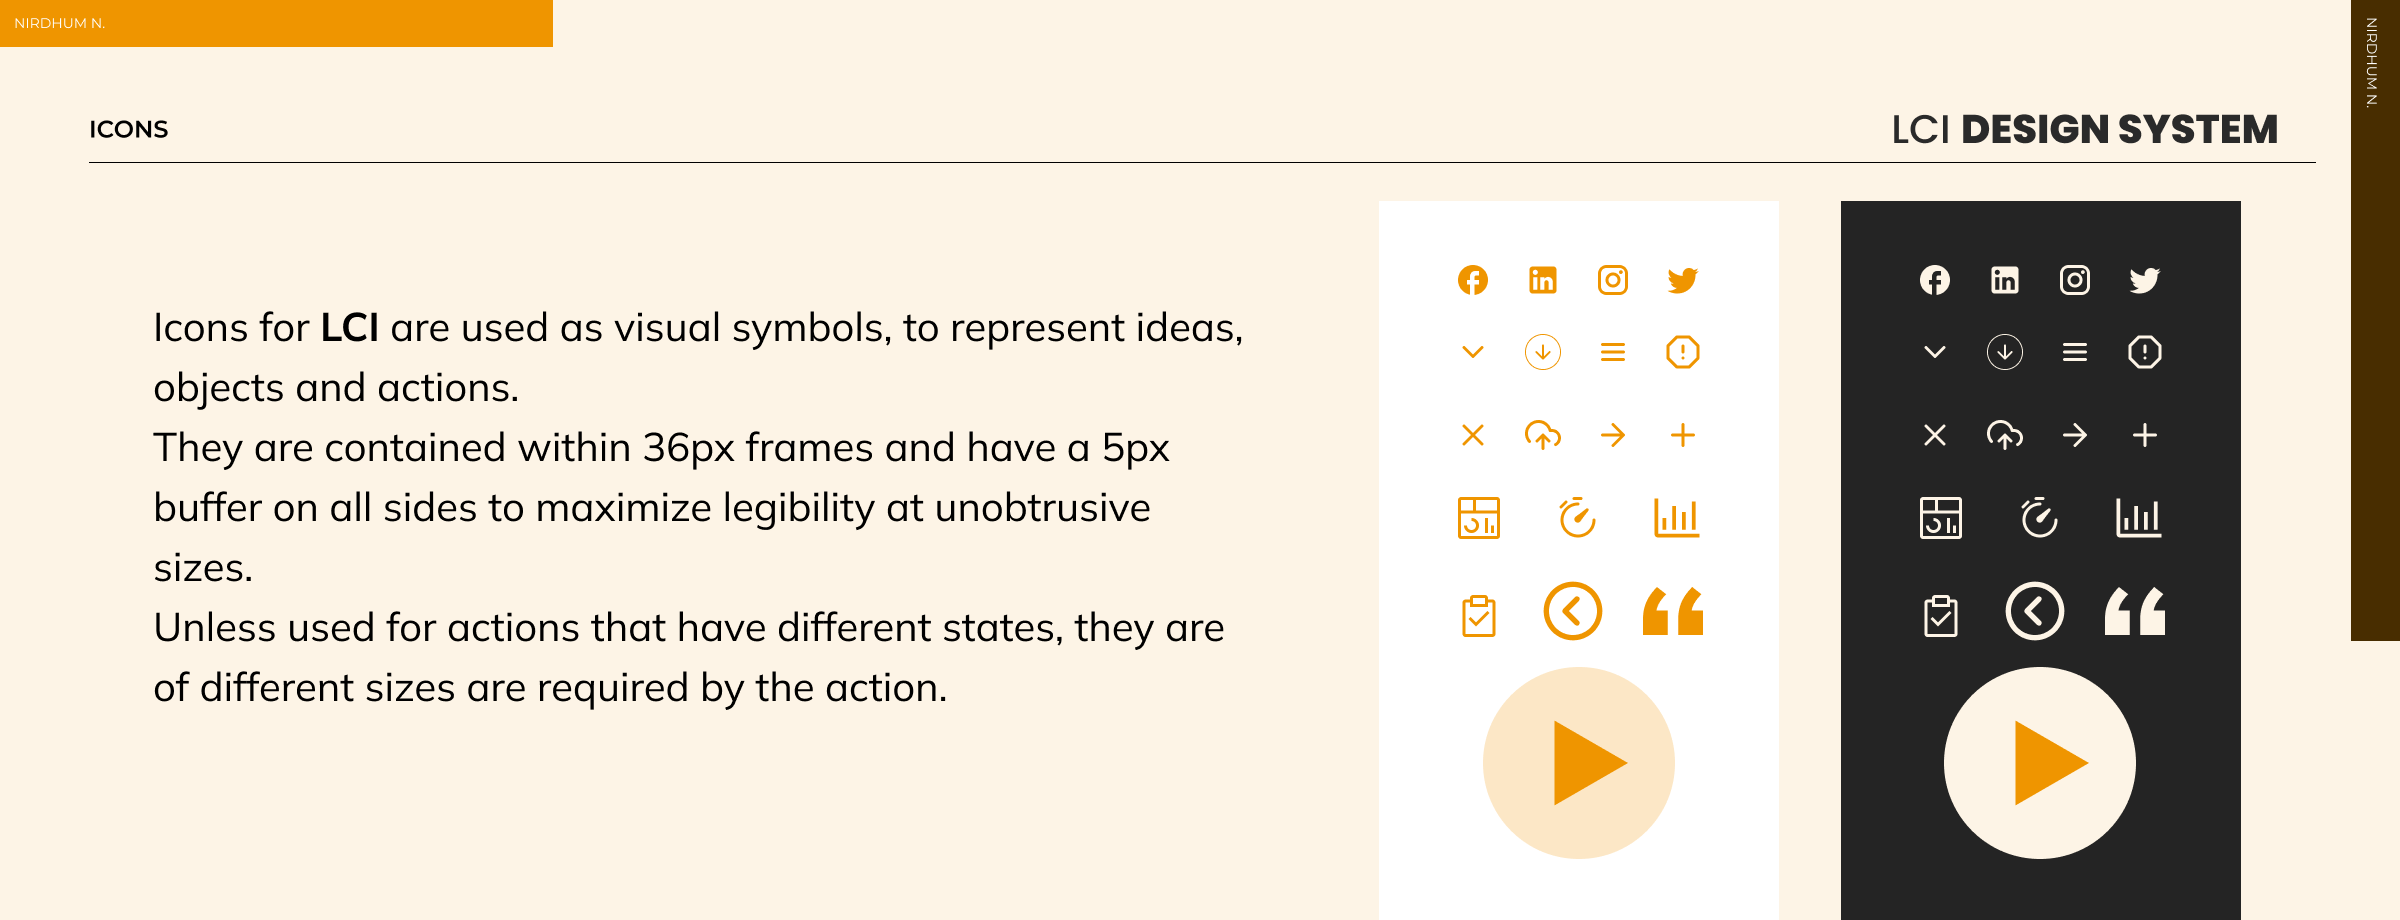 NIRDHUM N.
NIRDHUM N.
ICONS
LCI DESIGN SYSTEM
Icons for LCI are used as visual symbols, to represent ideas,
objects and actions.
They are contained within 36px frames and have a 5px
buffer on all sides to maximize legibility at unobtrusive
sizes.
Unless used for actions that have different states, they are
of different sizes are required by the action.